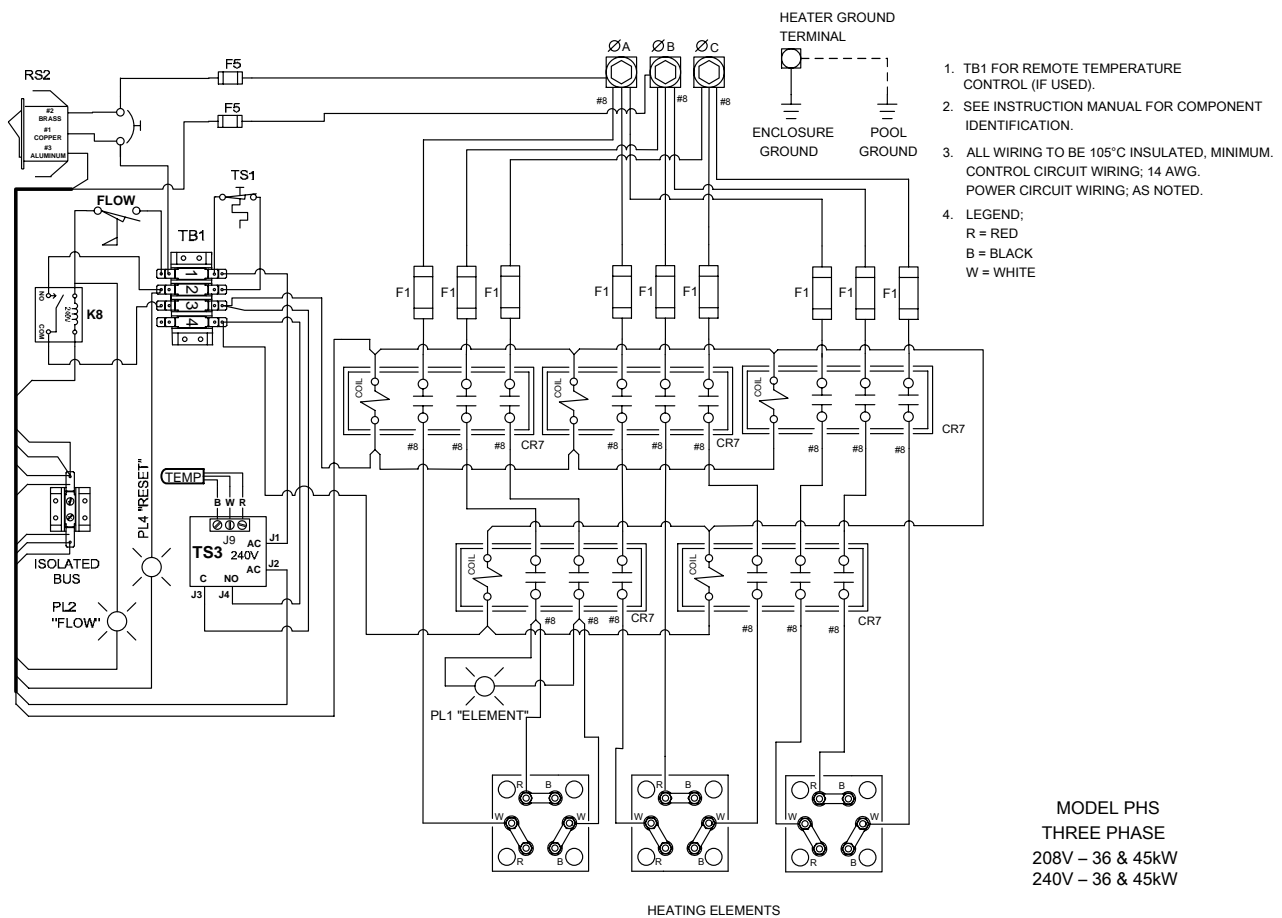 HEATER GROUND
TERMINAL
ØA
ØB
ØC
#8
#8
#8
ENCLOSURE
GROUND
POOL
GROUND
1. TB1 FOR REMOTE TEMPERATURE
CONTROL (IF USED).
2. SEE INSTRUCTION MANUAL FOR COMPONENT
IDENTIFICATION.
3. ALL WIRING TO BE 105°C INSULATED, MINIMUM.
CONTROL CIRCUIT WIRING; 14 AWG.
POWER CIRCUIT WIRING; AS NOTED.
4. LEGEND;
R = RED
B = BLACK
W = WHITE
RS2
#2
BRASS
#1
COPPER
#3
ALUMINUM
F5
F5
FLOW
TS1
TB1
1
2
3
4
NO
COM
240V
K8
F1
F1
F1
F1
F1
F1
F1
F1
COIL
COIL
COIL
#8
#8
#8
CR7
#8
#8
#8
CR7
#8
#8
#8
CR7
TEMP
B W R
J9
TS3
240V
AC
J1
AC
J2
C
NO
J3
J4
PL4 "RESET"
ISOLATED
BUS
PL2
"FLOW"
COIL
COIL
#8
#8
#8
CR7
#8
#8
#8
CR7
PL1 "ELEMENT"
R B
W W
R B
R B
W W
R B
R B
W W
R B
HEATING ELEMENTS
MODEL PHS
THREE PHASE
208V – 36 & 45kW
240V – 36 & 45kW